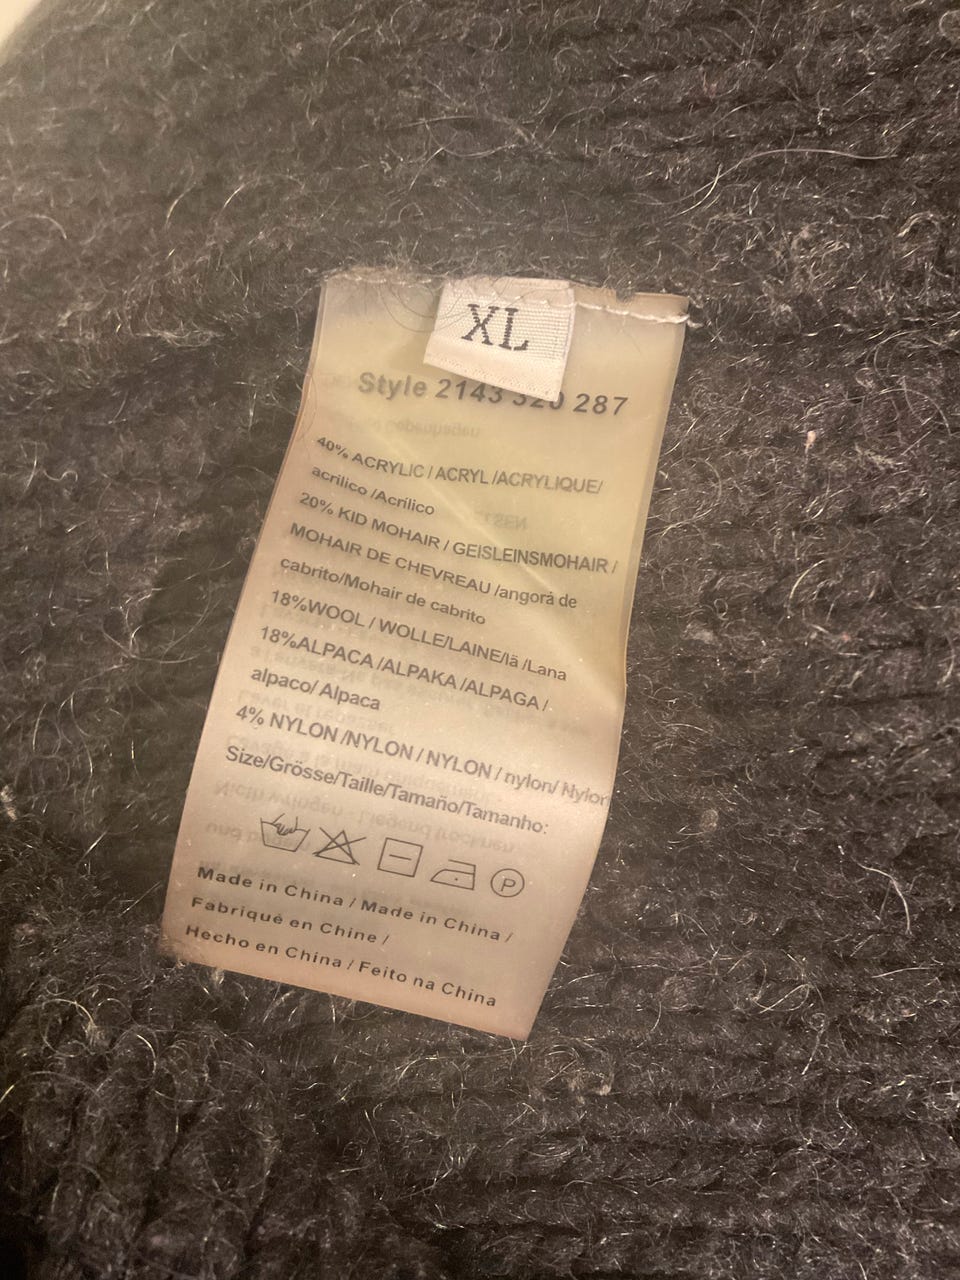 XL
Style 2143 320 287
40% ACRYLIC / ACRYL /ACRYLIQUE/
acrílico /Acrílico
20% KID MOHAIR / GEISLEINSMOHAIR /
MOHAIR DE CHEVREAU /angorá de
cabrito/Mohair de cabrito
18%WOOL / WOLLE/LAINE/lä /Lana
18%ALPACA /ALPAKA /ALPAGA /
alpaco/ Alpaca
4% NYLON /NYLON / NYLON / nylon/ Nylon
Size/Grösse/Taille/Tamaño/Tamanho:
P
Made in China / Made in China /
Fabriqué en Chine /
Hecho en China / Feito na China